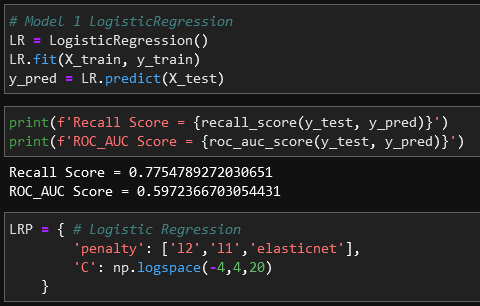 # Model 1 LogisticRegression
LR = LogisticRegression()
LR.fit(X_train, y_train)
y_pred = LR.predict(X_test)
print(f'Recall Score = {recall_score(y_test, y_pred)}')
print(f'ROC_AUC Score = {roc_auc_score(y_test, y_pred)}')
Recall Score = 0.7754789272030651
ROC_AUC Score = 0.5972366703054431
LRP = { # Logistic Regression
'penalty': ['l2','l1','elasticnet'],
'C': np.logspace(-4,4,20)
}